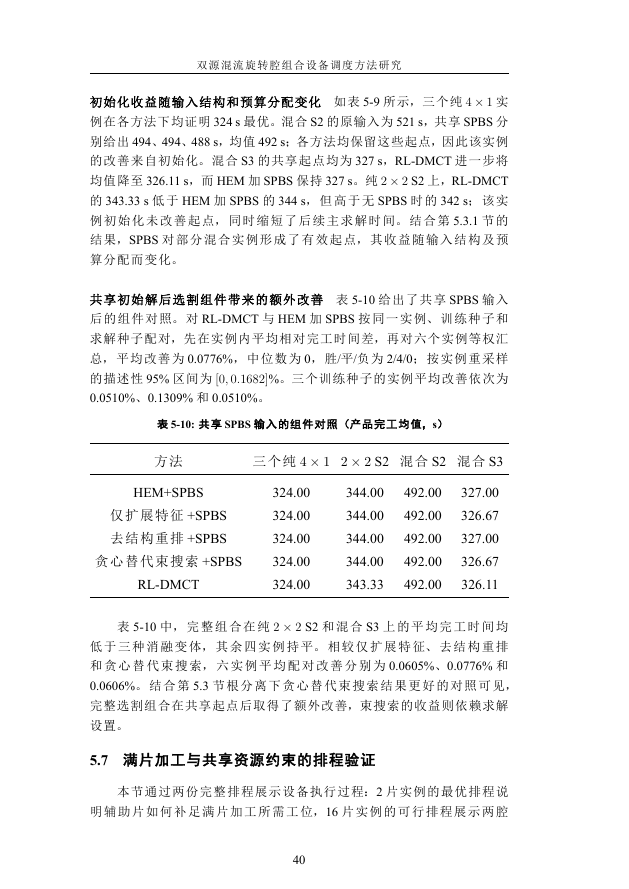 双源混流旋转腔组合设备调度方法研究
初始化收益随输入结构和预算分配变化 如表 5-9 所示，三个纯 4 × 1 实
例在各方法下均证明 324 s 最优。混合 S2 的原输入为 521 s，共享 SPBS 分
别给出 494、494、488 s，均值 492 s；各方法均保留这些起点，因此该实例
的改善来自初始化。混合 S3 的共享起点均为 327 s，RL-DMCT 进一步将
均值降至 326.11 s，而 HEM 加 SPBS 保持 327 s。纯 2 × 2 S2 上，RL-DMCT
的 343.33 s 低于 HEM 加 SPBS 的 344 s，但高于无 SPBS 时的 342 s；该实
例初始化未改善起点，同时缩短了后续主求解时间。结合第 5.3.1 节的
结果，SPBS 对部分混合实例形成了有效起点，其收益随输入结构及预
算分配而变化。
共享初始解后选割组件带来的额外改善 表 5-10 给出了共享 SPBS 输入
后的组件对照。对 RL-DMCT 与 HEM 加 SPBS 按同一实例、训练种子和
求解种子配对，先在实例内平均相对完工时间差，再对六个实例等权汇
总，平均改善为 0.0776%，中位数为 0，胜/平/负为 2/4/0；按实例重采样
的描述性 95% 区间为 [0, 0.1682]%。三个训练种子的实例平均改善依次为
0.0510%、0.1309% 和 0.0510%。
表 5-10: 共享 SPBS 输入的组件对照（产品完工均值，s）
方法 三个纯 4 × 1 2 × 2 S2 混合 S2 混合 S3
HEM+SPBS 324.00 344.00 492.00 327.00
仅扩展特征 +SPBS 324.00 344.00 492.00 326.67
去结构重排 +SPBS 324.00 344.00 492.00 327.00
贪心替代束搜索 +SPBS 324.00 344.00 492.00 326.67
RL-DMCT 324.00 343.33 492.00 326.11
表 5-10 中，完整组合在纯 2 × 2 S2 和混合 S3 上的平均完工时间均
低于三种消融变体，其余四实例持平。相较仅扩展特征、去结构重排
和贪心替代束搜索，六实例平均配对改善分别为 0.0605%、0.0776% 和
0.0606%。结合第 5.3 节根分离下贪心替代束搜索结果更好的对照可见，
完整选割组合在共享起点后取得了额外改善，束搜索的收益则依赖求解
设置。
5.7 满片加工与共享资源约束的排程验证
本节通过两份完整排程展示设备执行过程：2 片实例的最优排程说
明辅助片如何补足满片加工所需工位，16 片实例的可行排程展示两腔
40